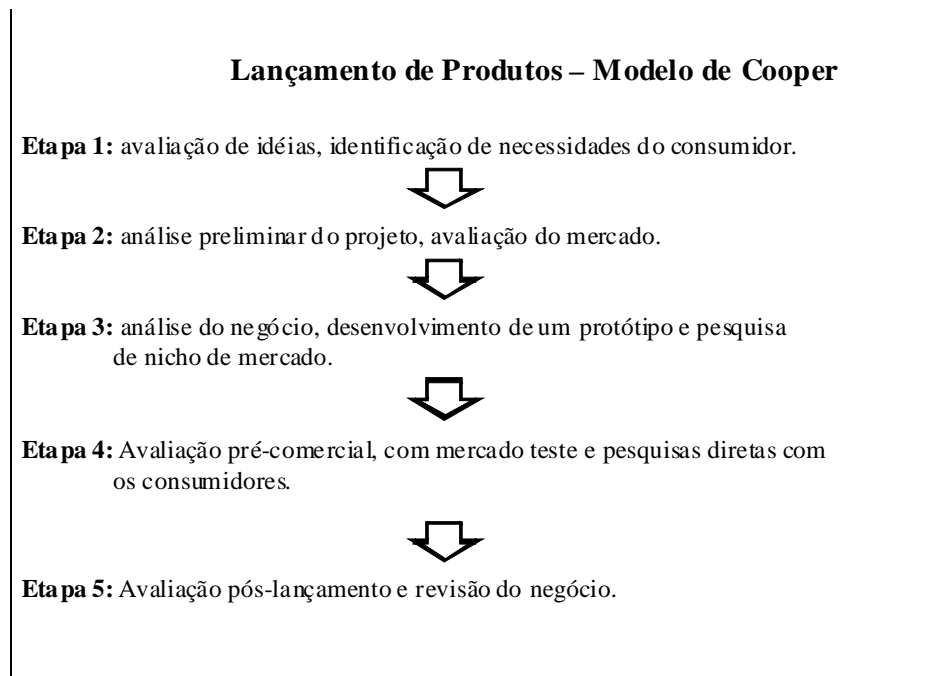 Lançamento de Produtos – Modelo de Cooper
Etapa 1: avaliação de idéias, identificação de necessidades do consumidor.
Etapa 2: análise preliminar do projeto, avaliação do mercado.
Etapa 3: análise do negócio, desenvolvimento de um protótipo e pesquisa
de nicho de mercado.
Etapa 4: Avaliação pré-comercial, com mercado teste e pesquisas diretas com
os consumidores.
Etapa 5: Avaliação pós-lançamento e revisão do negócio.